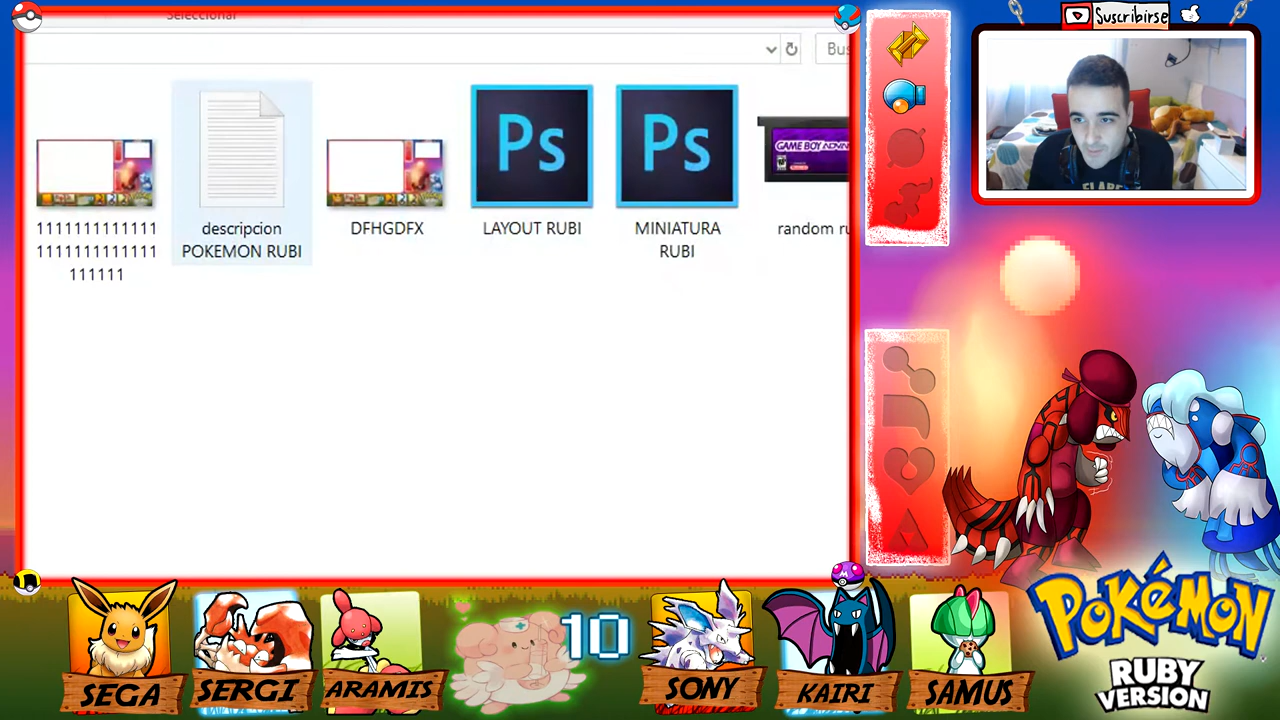 Seleccionar
Bus
Suscribirse
1111111111111
1111111111111
111111
descripcion
POKEMON RUBI
DFHGDFX
Ps
LAYOUT RUBI
Ps
MINIATURA
RUBI
GAME BOY ADVAN
random ru
10
SEGA
SERGI
ARAMIS
SONY
KAIRI
SAMUS
POKéMON
RUBY
VERSION